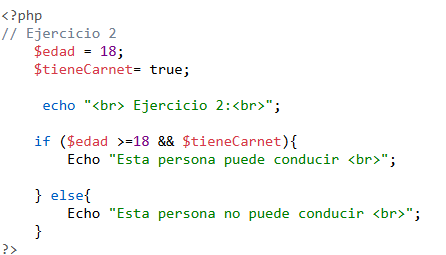 <?php
// Ejercicio 2
    $edad = 18;
    $tieneCarnet= true;

     echo "<br> Ejercicio 2:<br>";

    if ($edad >=18 && $tieneCarnet){
        Echo "Esta persona puede conducir <br>";

    } else{
        Echo "Esta persona no puede conducir <br>";
    }
?>